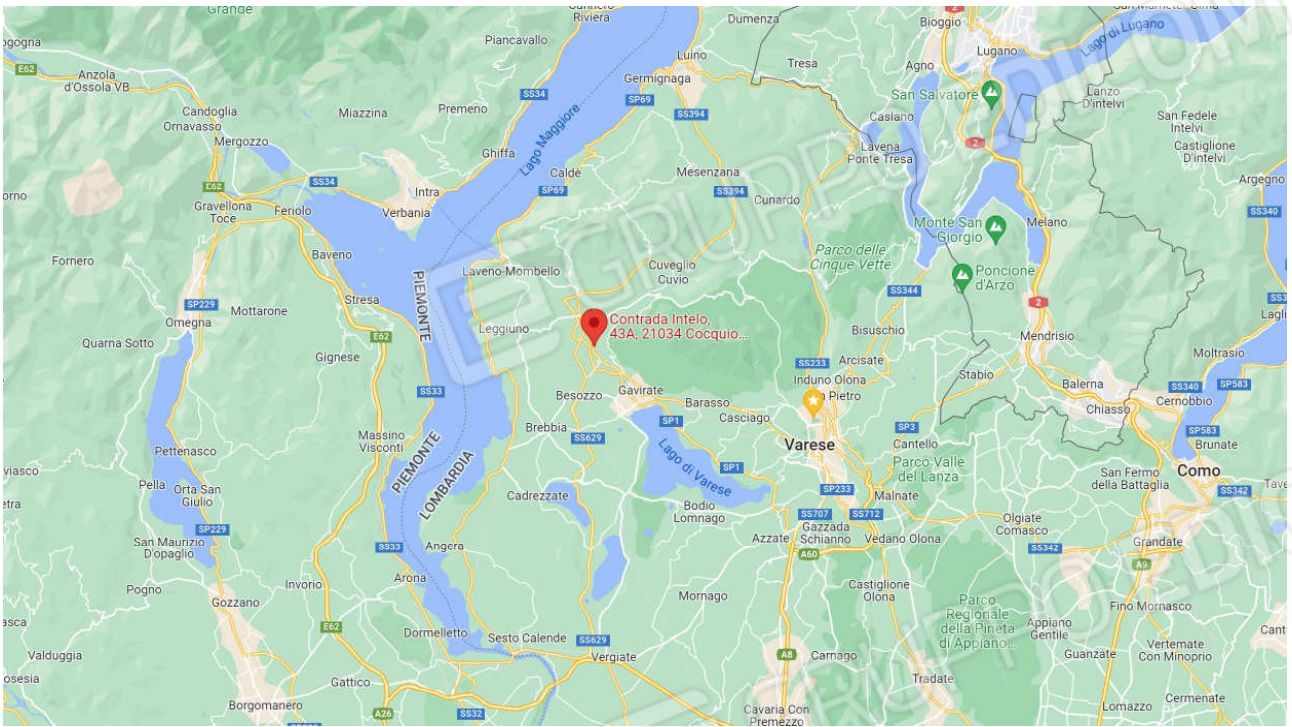 Grande
Cannero
Riviera
Dumenza
Bioggio
2
Lugano
Lago di Lugano
Piancavallo
Luino
E62
Anzola
d'Ossola VB
Germignaga
Tresa
Agno
San Salvatore
Lanzo
D'intelvi
Candoglia
Ornavasso
Miazzina
Premeno
SS34
SP69
SS394
Casiano
San Fedele
Intelvi
Mergozzo
Ghiffa
Lago Maggiore
2
Lavena
Ponte Tresa
Castiglione
D'intelvi
E62
SS34
Intra
Calde
SP69
Mesenzana
SS394
Cunardo
Argegno
Gravellona
Toce
Feriolo
Verbania
Monte San
Giorgio
Melano
SS340
Fornero
Baveno
PIEMONTE
Laveno-Mombello
Cuveglio
Cuvio
Parco delle
Cinque Vette
Poncione
d'Arzo
SS344
SP229
Mottarone
Stresa
2
Omegna
Leggiuno
Contrada Intelo,
43A, 21034 Cocquio...
Bisuschio
Mendrisio
Quarna Sotto
Gignese
E62
SS233
Arcisate
Moltrasio
Induno Olona
Stabio
Balerna
SS340
SP583
SS33
Besozzo
Gavirate
Barasso
Pietro
Chiasso
Cernobbio
Massino
Visconti
Brebbia
SS629
SP1
Casciago
Varese
SP3
Cantello
SP583
Brunate
Pettenasco
PIEMONTE
LOMBARDIA
Lago di Varese
SP1
Parco Valle
del Lanza
San Fermo
della Battaglia
Como
Pella
Orta San
Giulio
Cadrezzate
Bodio
Lomnago
SP233
Malnate
SS342
SP229
SS707
SS712
Olgiate
Comasco
San Maurizio
D'opaglio
SS33
Angera
Azzate
Gazzada
Schianno
Vedano Olona
SS342
Grandate
A60
A9
Pogno
Invorio
Arona
Mornago
Castiglione
Olona
Gozzano
Parco
Regionale
della Pineta
di Appiano...
Appiano
Gentile
Fino Mornasco
E62
Dormelletto
Sesto Calende
SS629
Vergiate
A8
Carnago
Guanzate
Vertemate
Con Minoprio
Valduggia
Gattico
Tradate
Borgomanero
A26
SS32
Cavaria Con
Premezzo
Lomazzo
Cermenate